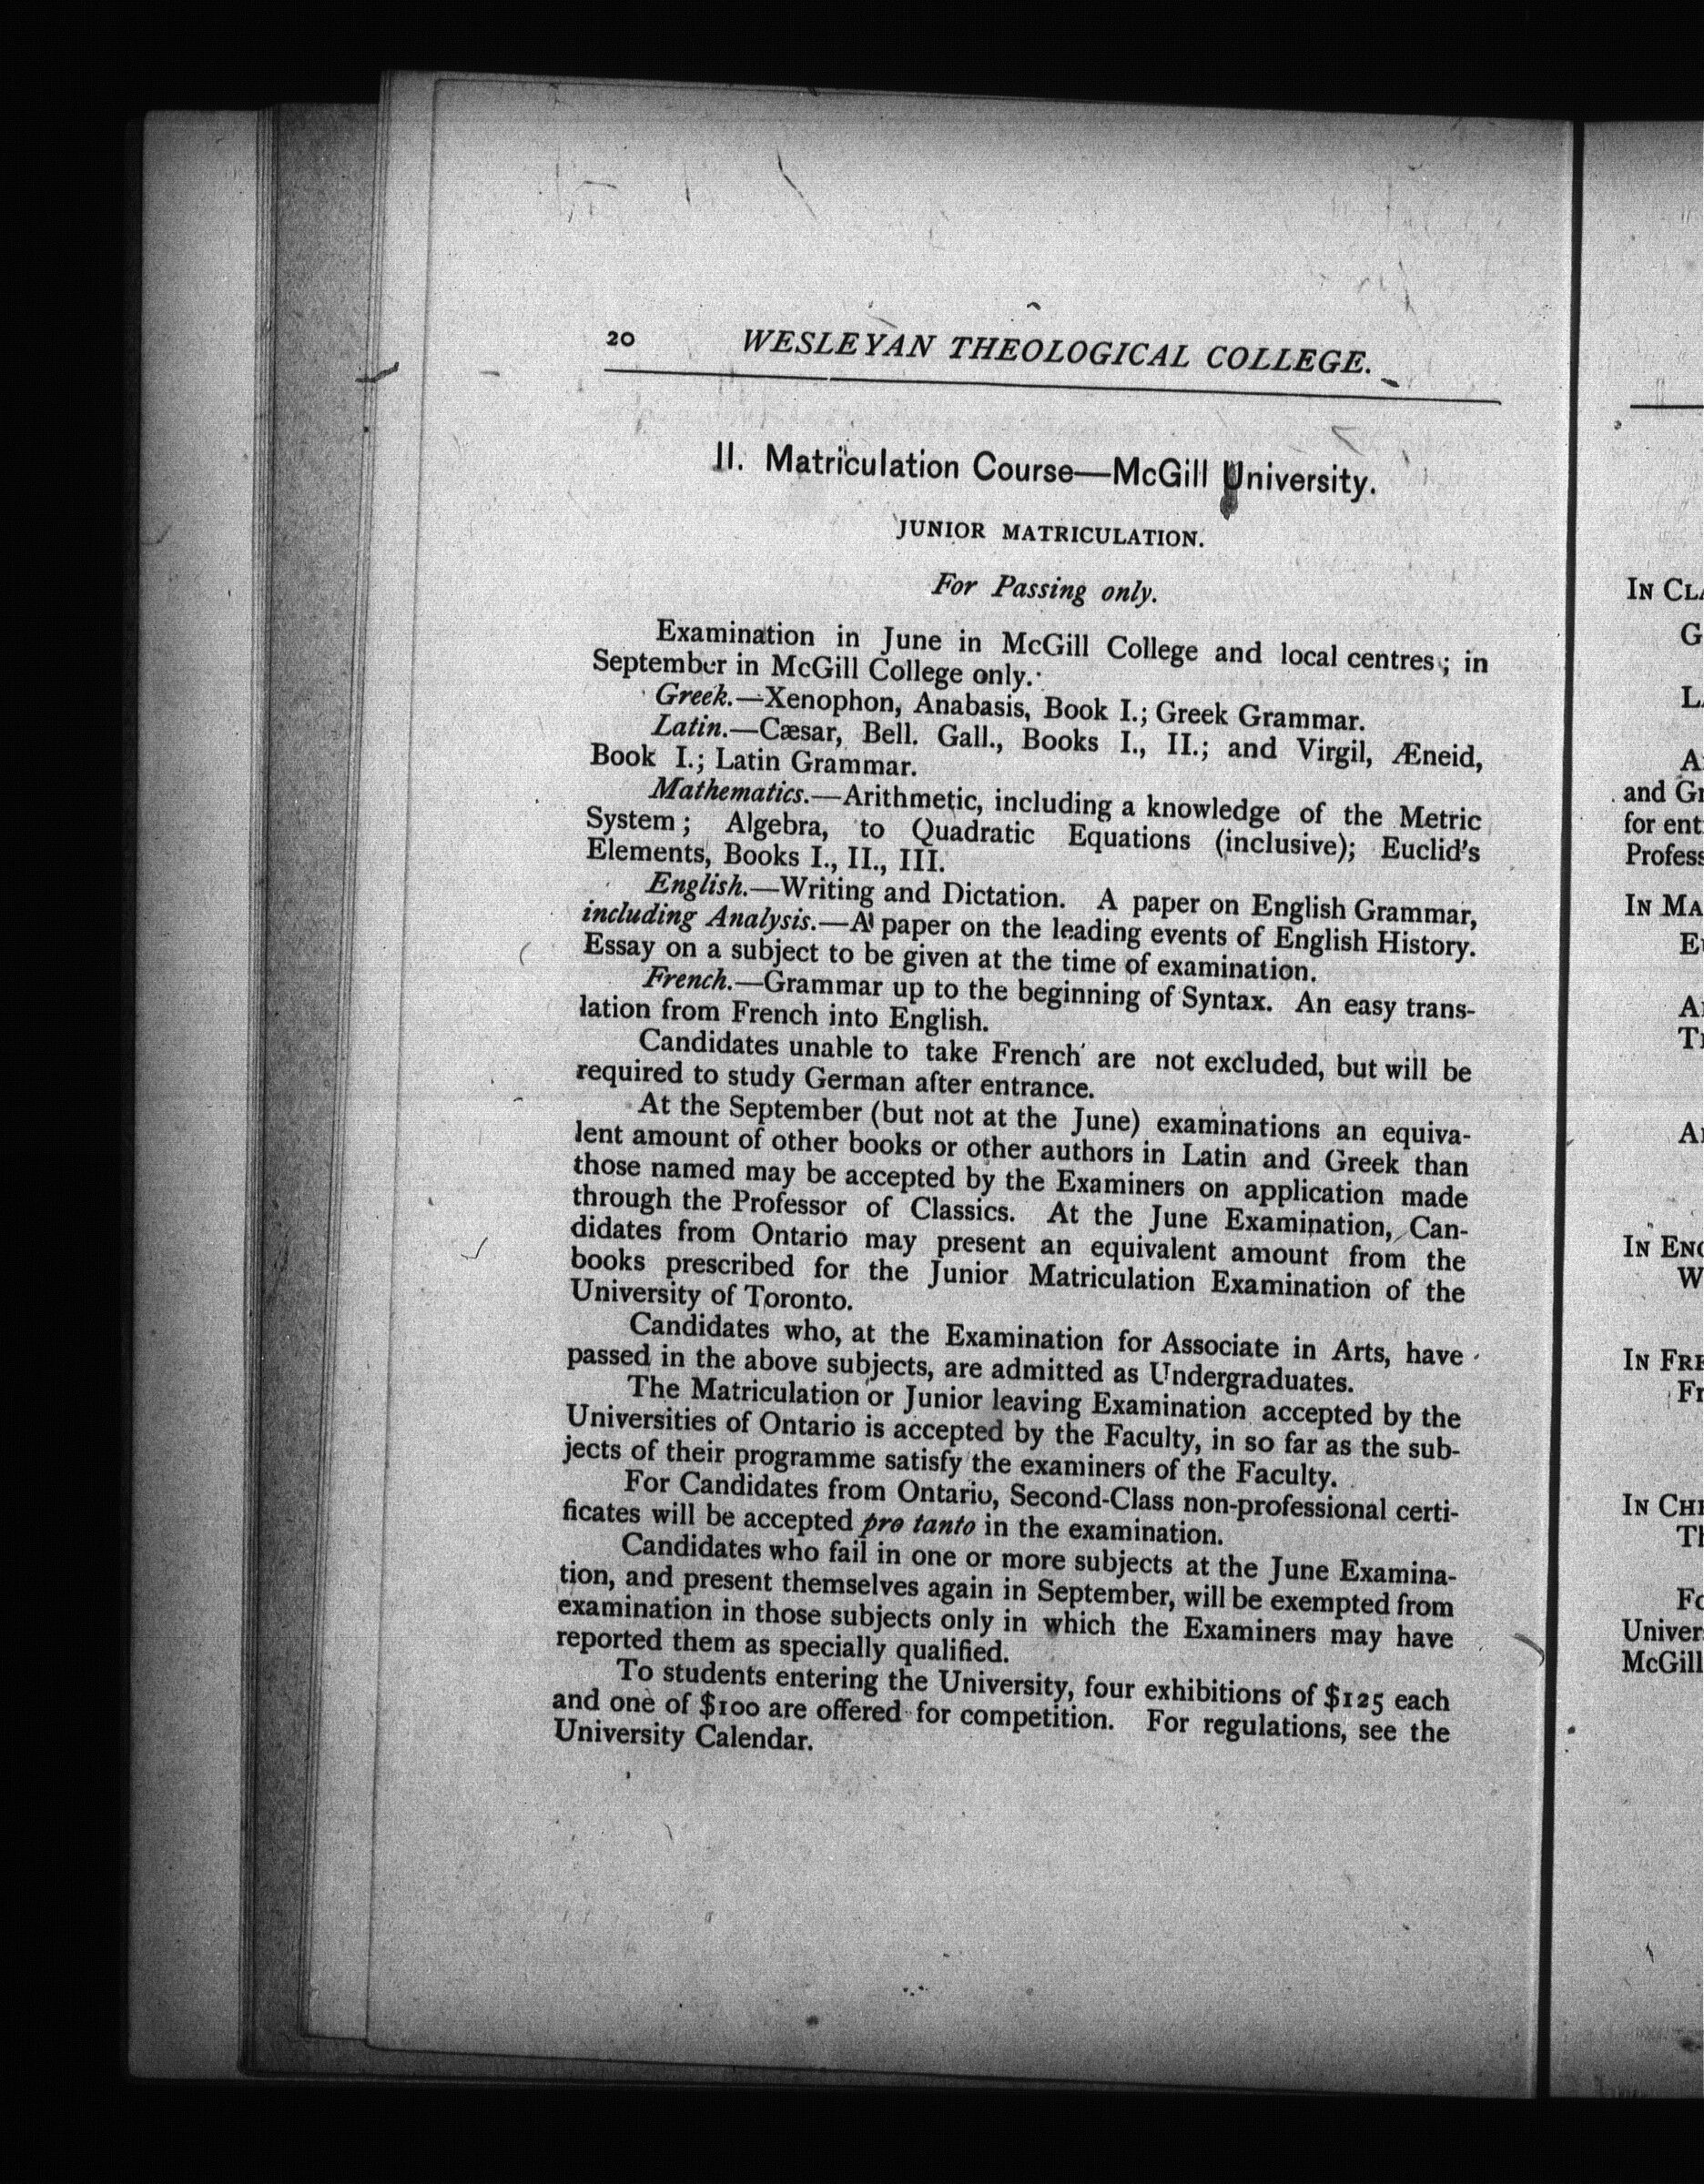 20 WESLEYAN THEOLOGICAL COLLEGE.
II. Matriculation Course—McGill University.
JUNIOR MATRICULATION.
For Passing only.
Examination in June in McGill College and local centres; in
September in McGill College only.
Greek.—Xenophon, Anabasis, Book I.; Greek Grammar.
Latin.—Cæsar, Bell. Gall., Books I., II.; and Virgil, Æneid,
Book I.; Latin Grammar.
Mathematics.—Arithmetic, including a knowledge of the Metric
System; Algebra, to Quadratic Equations (inclusive); Euclid's
Elements, Books I., II., III.
English.—Writing and Dictation. A paper on English Grammar,
including Analysis.—A paper on the leading events of English History.
Essay on a subject to be given at the time of examination.
French.—Grammar up to the beginning of Syntax. An easy trans-
lation from French into English.
Candidates unable to take French are not excluded, but will be
required to study German after entrance.
At the September (but not at the June) examinations an equiva-
lent amount of other books or other authors in Latin and Greek than
those named may be accepted by the Examiners on application made
through the Professor of Classics. At the June Examination, Can-
didates from Ontario may present an equivalent amount from the
books prescribed for the Junior Matriculation Examination of the
University of Toronto.
Candidates who, at the Examination for Associate in Arts, have
passed in the above subjects, are admitted as Undergraduates.
The Matriculation or Junior leaving Examination accepted by the
Universities of Ontario is accepted by the Faculty, in so far as the sub-
jects of their programme satisfy the examiners of the Faculty.
For Candidates from Ontario, Second-Class non-professional certi-
ficates will be accepted pro tanto in the examination.
Candidates who fail in one or more subjects at the June Examina-
tion, and present themselves again in September, will be exempted from
examination in those subjects only in which the Examiners may have
reported them as specially qualified.
To students entering the University, four exhibitions of $125 each
and one of $100 are offered for competition. For regulations, see the
University Calendar.
IN
G
L
A
and
for
IN
E
A
T
A
IN
W
IN
F
IN
T
F
McGill